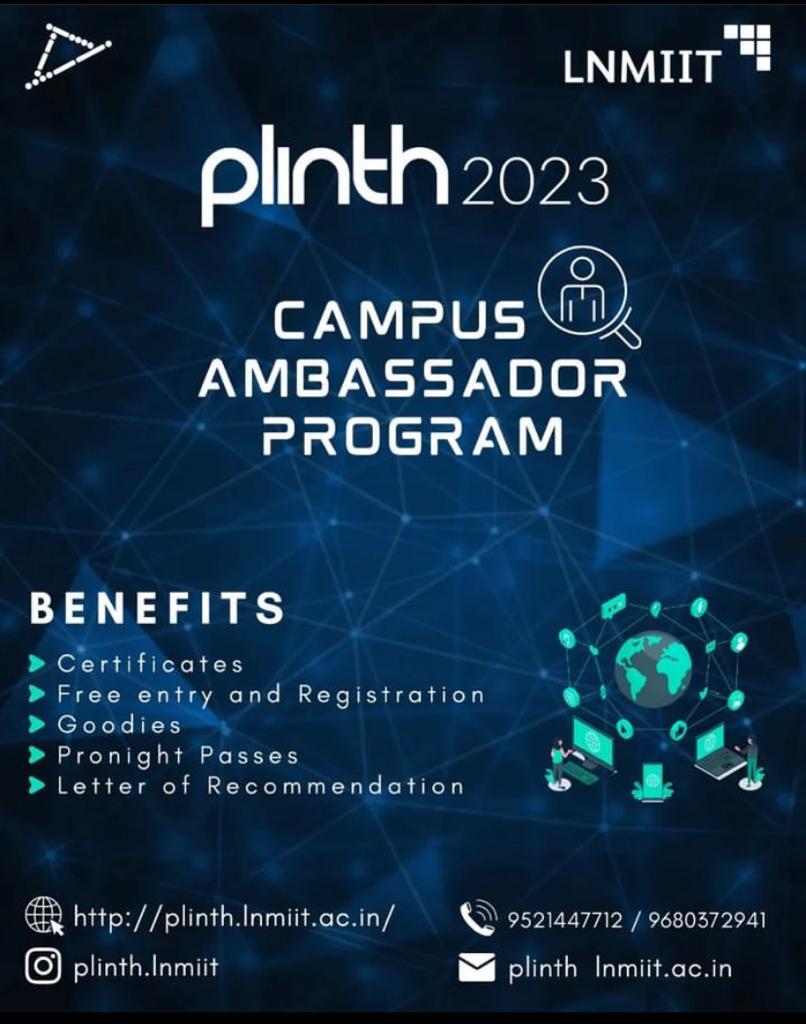 LNMIIT
plinth 2023
CAMPUS
AMBASSADOR
PROGRAM
BENEFITS
Certificates
Free entry and Registration
Goodies
Pronight Passes
Letter of Recommendation
http://plinth.lnmiit.ac.in/
9521447712 / 9680372941
plinth.lnmiit
plinth lnmiit.ac.in